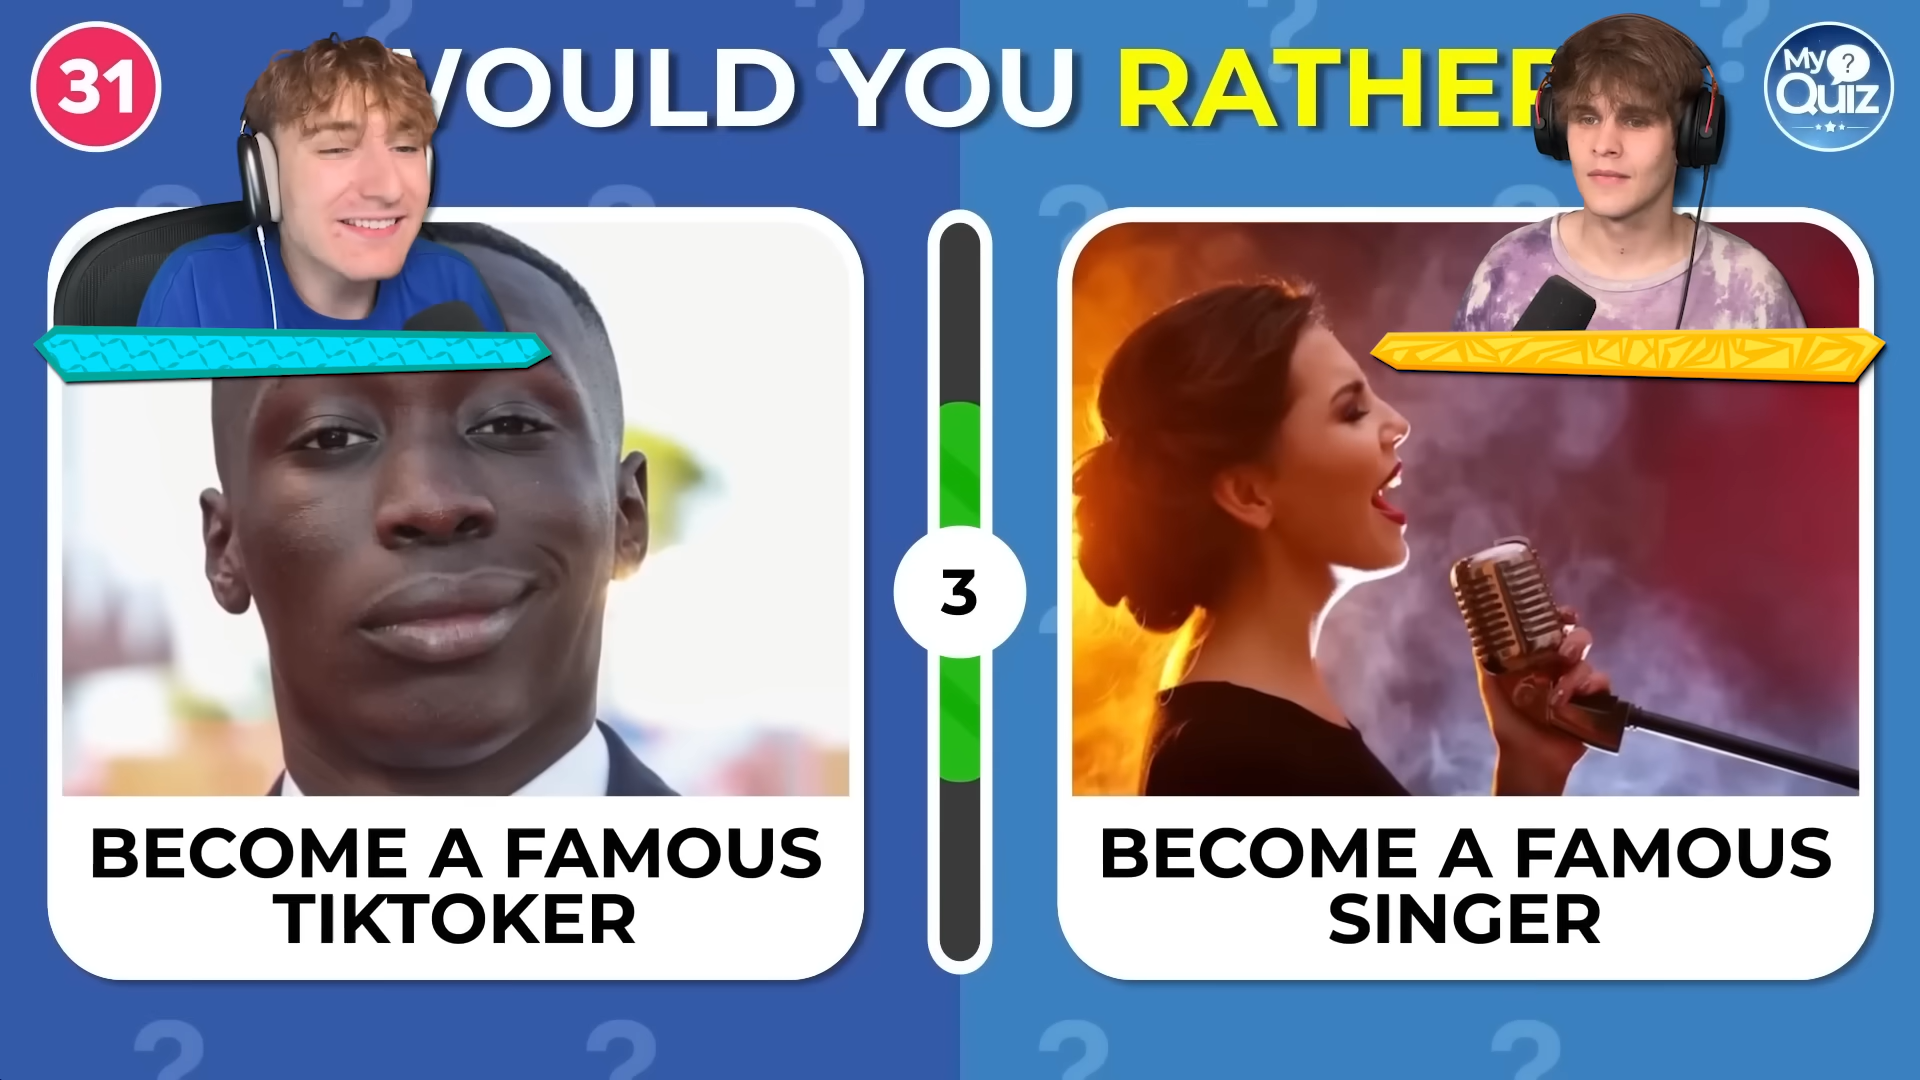 31
WOULD YOU RATHER
My ?
Quiz
3
BECOME A FAMOUS
TIKTOKER
BECOME A FAMOUS
SINGER